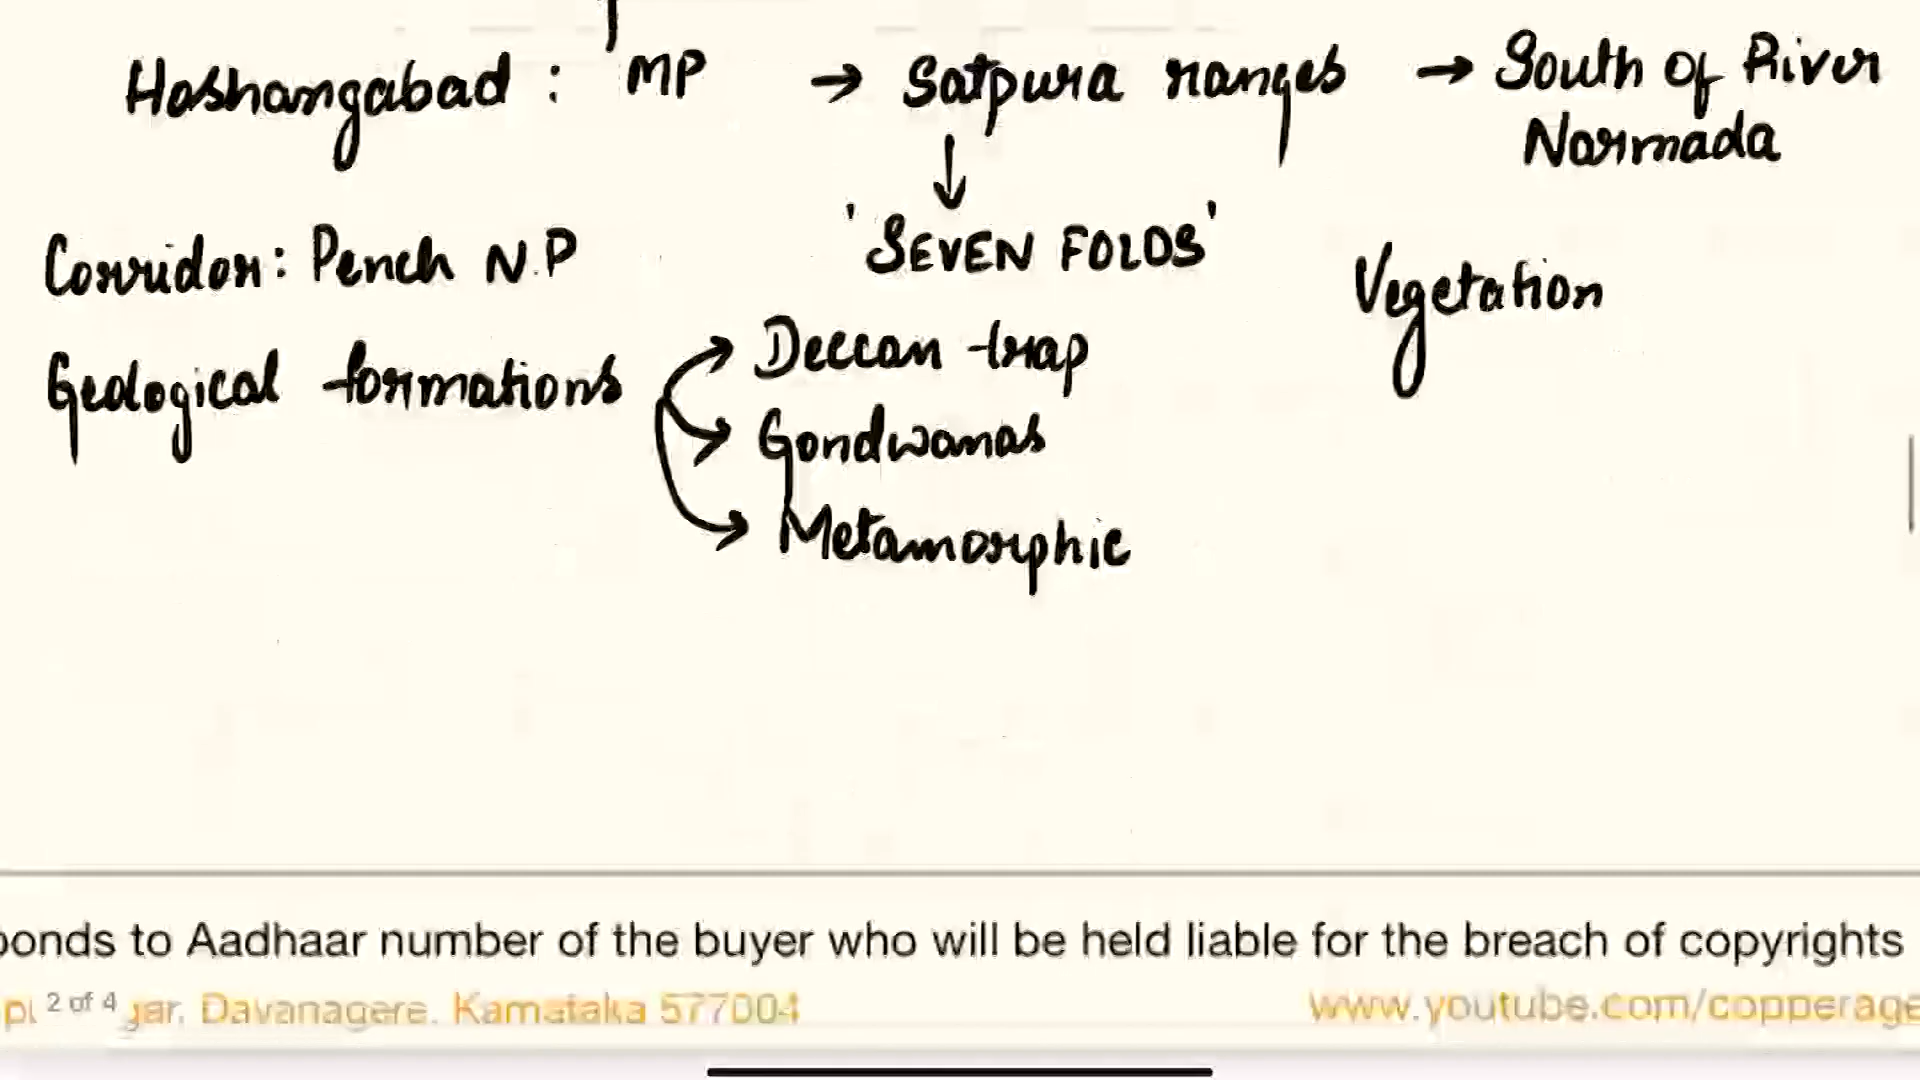 Hoshangabad : MP → Satpura ranges → South of River
Narmada
↓
'SEVEN FOLDS'
Corridor: Pench N.P
Vegetation
Geological formations → Deccan trap
→ Gondwanas
→ Metamorphic
ponds to Aadhaar number of the buyer who will be held liable for the breach of copyrights
2 of 4 gar, Davanagere. Karnataka 577004
www.youtube.com/copperage